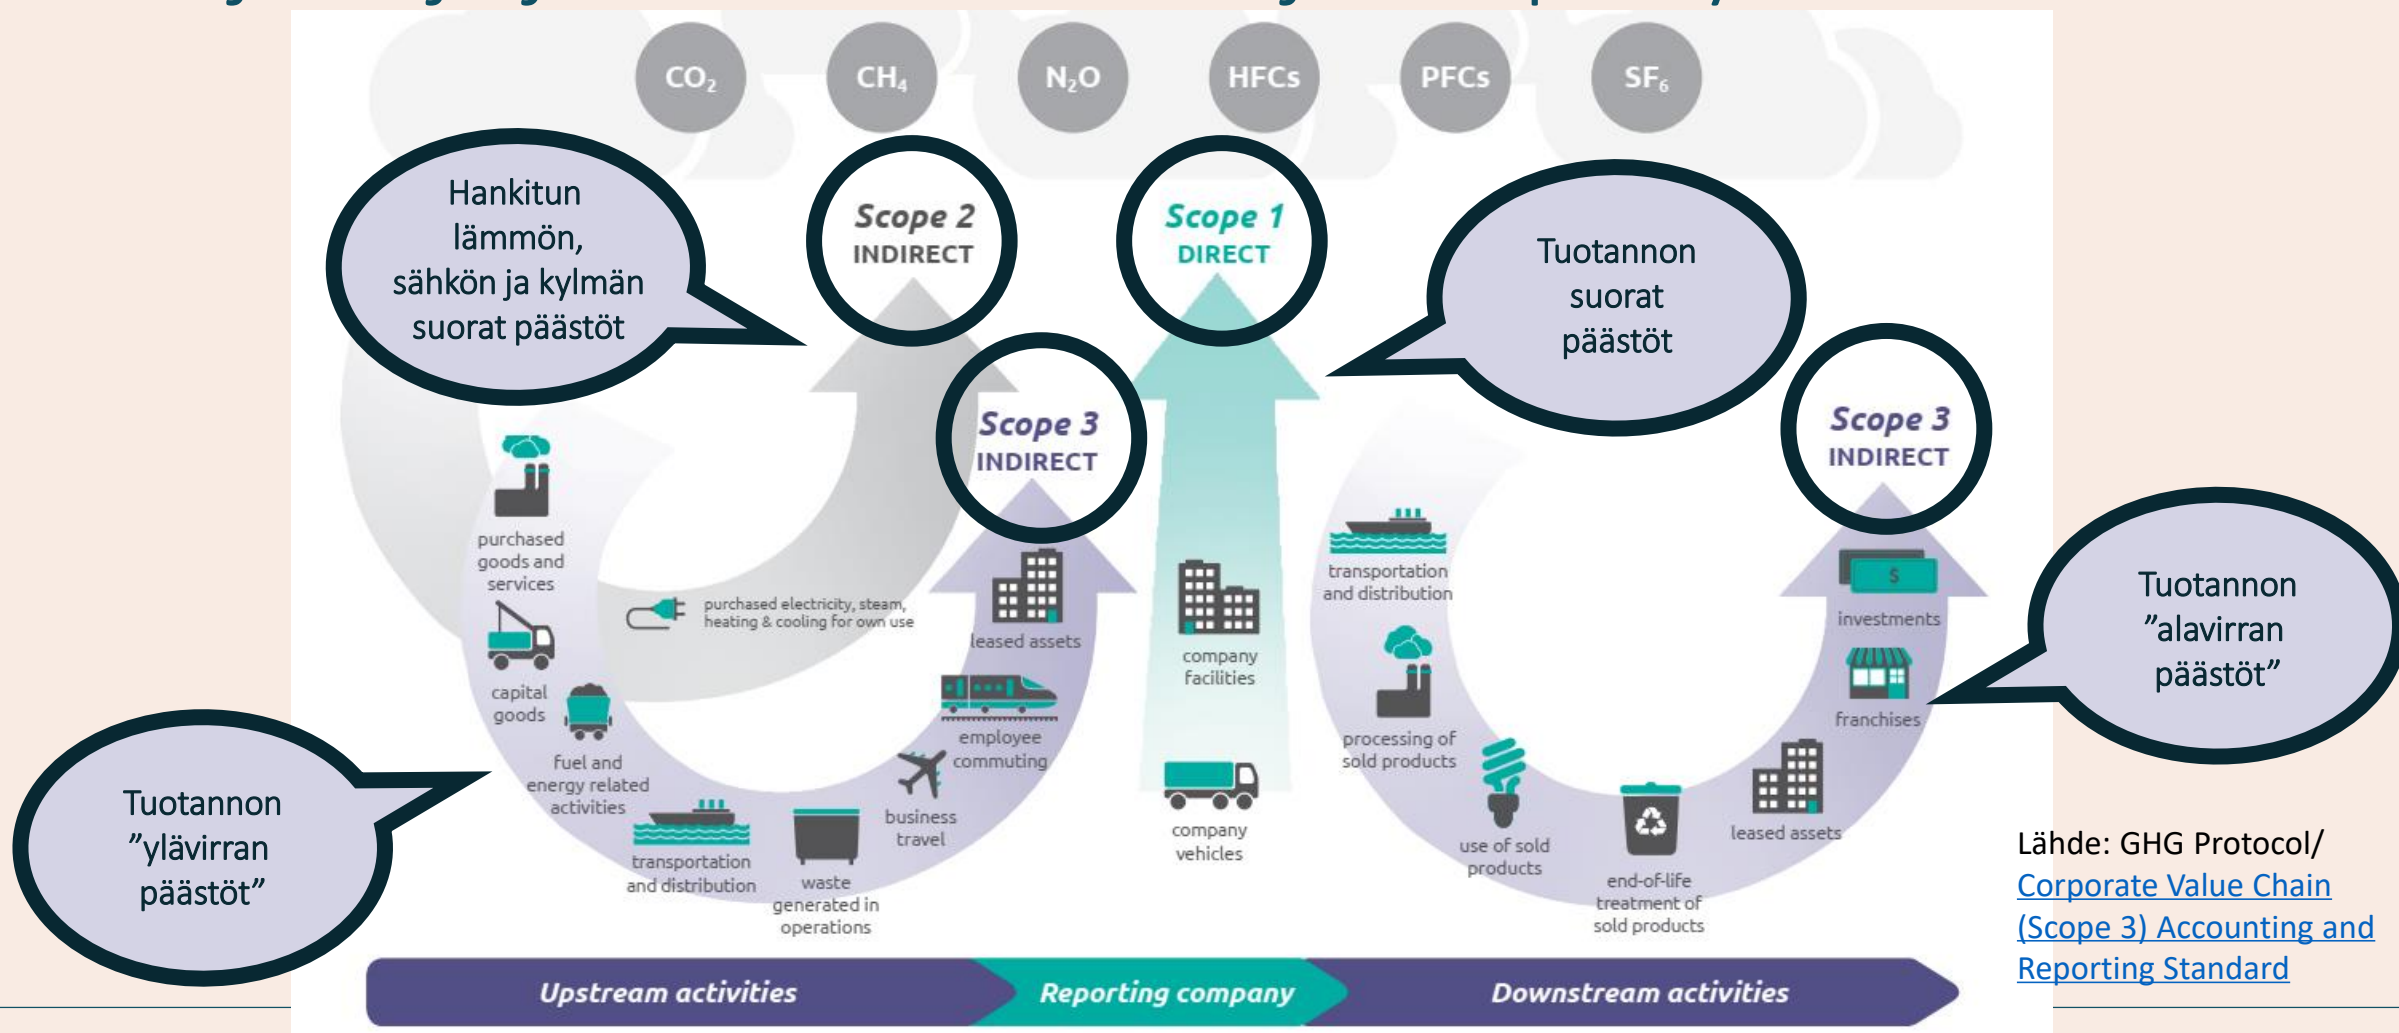 CO₂
CH₄
N₂O
HFCs
PFCs
SF₆
Hankitun
lämmön,
sähkön ja kylmän
suorat päästöt
Scope 2
INDIRECT
Scope 1
DIRECT
Tuotannon
suorat
päästöt
Scope 3
INDIRECT
Scope 3
INDIRECT
purchased
goods and
services
capital
goods
fuel and
energy related
activities
transportation
and distribution
waste
generated in
operations
business
travel
employee
commuting
leased assets
purchased electricity, steam,
heating & cooling for own use
company
facilities
company
vehicles
transportation
and distribution
processing of
sold products
use of sold
products
end-of-life
treatment of
sold products
leased assets
franchises
$
investments
Tuotannon
”alavirran
päästöt”
Tuotannon
”ylävirran
päästöt”
Lähde: GHG Protocol/
Corporate Value Chain
(Scope 3) Accounting and
Reporting Standard
Upstream activities
Reporting company
Downstream activities